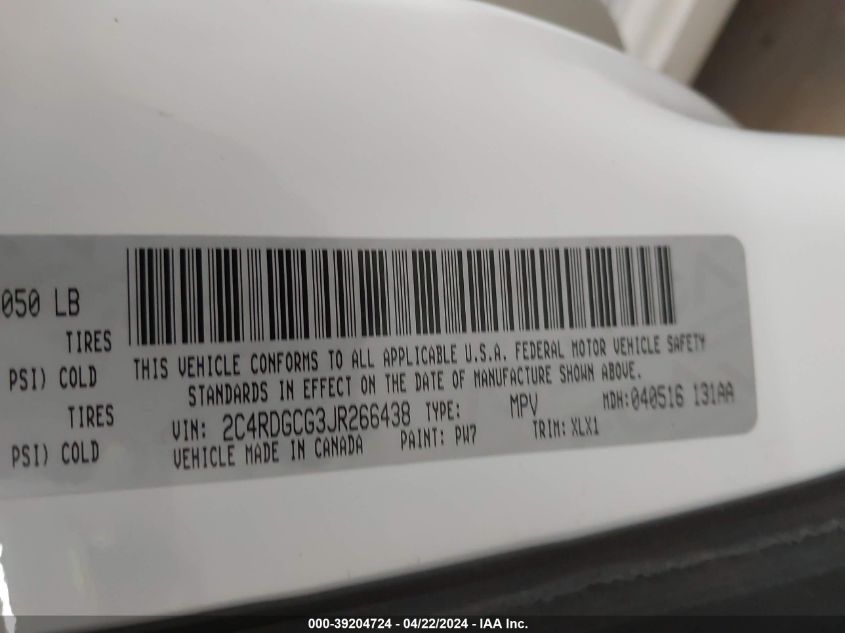 050 LB
TIRES
PSI) COLD
TIRES
PSI) COLD
THIS VEHICLE CONFORMS TO ALL APPLICABLE U.S.A. FEDERAL MOTOR VEHICLE SAFETY
STANDARDS IN EFFECT ON THE DATE OF MANUFACTURE SHOWN ABOVE.
VIN: 2C4RDGCG3JR266438 TYPE: MPV MDH:040516 131AA
VEHICLE MADE IN CANADA PAINT: PW7 TRIM: XLX1
000-39204724 - 04/22/2024 - IAA Inc.